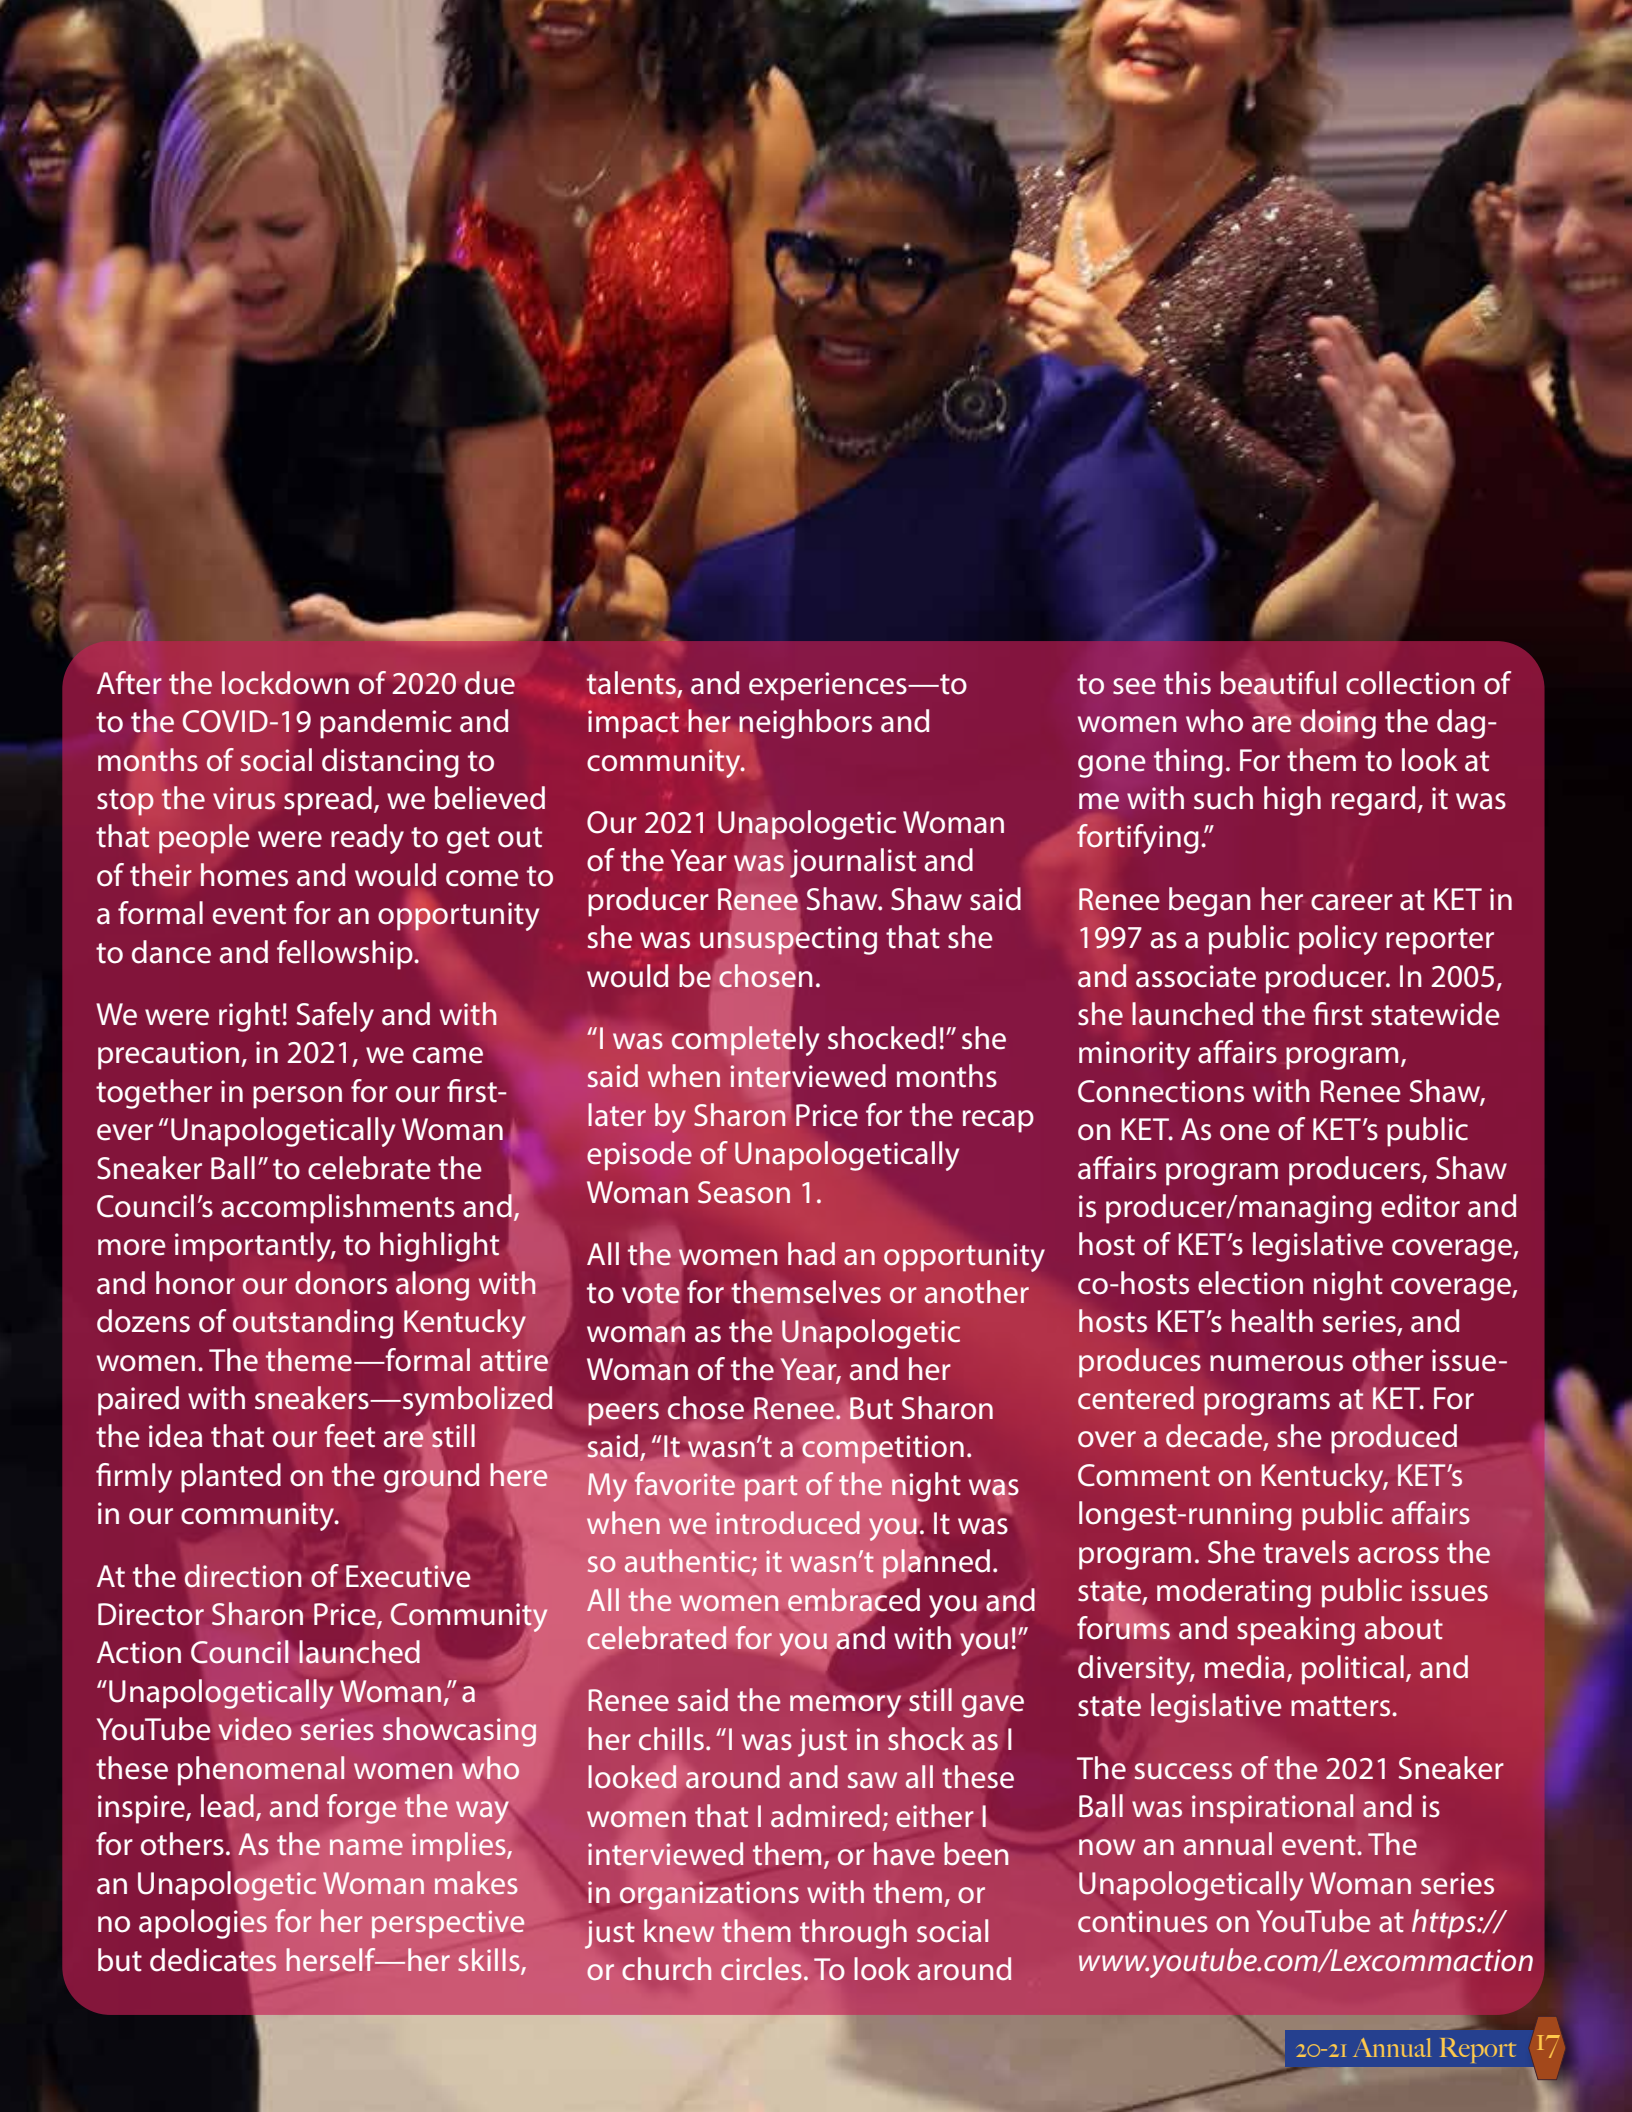 After the lockdown of 2020 due
to the COVID-19 pandemic and
months of social distancing to
stop the virus spread, we believed
that people were ready to get out
of their homes and would come to
a formal event for an opportunity
to dance and fellowship.
We were right! Safely and with
precaution, in 2021, we came
together in person for our first-
ever “Unapologetically Woman
Sneaker Ball” to celebrate the
Council’s accomplishments and,
more importantly, to highlight
and honor our donors along with
dozens of outstanding Kentucky
women. The theme—formal attire
paired with sneakers—symbolized
the idea that our feet are still
firmly planted on the ground here
in our community.
At the direction of Executive
Director Sharon Price, Community
Action Council launched
“Unapologetically Woman,” a
YouTube video series showcasing
these phenomenal women who
inspire, lead, and forge the way
for others. As the name implies,
an Unapologetic Woman makes
no apologies for her perspective
but dedicates herself—her skills,
talents, and experiences—to
impact her neighbors and
community.
Our 2021 Unapologetic Woman
of the Year was journalist and
producer Renee Shaw. Shaw said
she was unsuspecting that she
would be chosen.
“I was completely shocked!” she
said when interviewed months
later by Sharon Price for the recap
episode of Unapologetically
Woman Season 1.
All the women had an opportunity
to vote for themselves or another
woman as the Unapologetic
Woman of the Year, and her
peers chose Renee. But Sharon
said, “It wasn’t a competition.
My favorite part of the night was
when we introduced you. It was
so authentic; it wasn’t planned.
All the women embraced you and
celebrated for you and with you!”
Renee said the memory still gave
her chills. “I was just in shock as I
looked around and saw all these
women that I admired; either I
interviewed them, or have been
in organizations with them, or
just knew them through social
or church circles. To look around
to see this beautiful collection of
women who are doing the dag-
gone thing. For them to look at
me with such high regard, it was
fortifying.”
Renee began her career at KET in
1997 as a public policy reporter
and associate producer. In 2005,
she launched the first statewide
minority affairs program,
Connections with Renee Shaw,
on KET. As one of KET’s public
affairs program producers, Shaw
is producer/managing editor and
host of KET’s legislative coverage,
co-hosts election night coverage,
hosts KET’s health series, and
produces numerous other issue-
centered programs at KET. For
over a decade, she produced
Comment on Kentucky, KET’s
longest-running public affairs
program. She travels across the
state, moderating public issues
forums and speaking about
diversity, media, political, and
state legislative matters.
The success of the 2021 Sneaker
Ball was inspirational and is
now an annual event. The
Unapologetically Woman series
continues on YouTube at https://
www.youtube.com/Lexcommaction
20-21 Annual Report 17